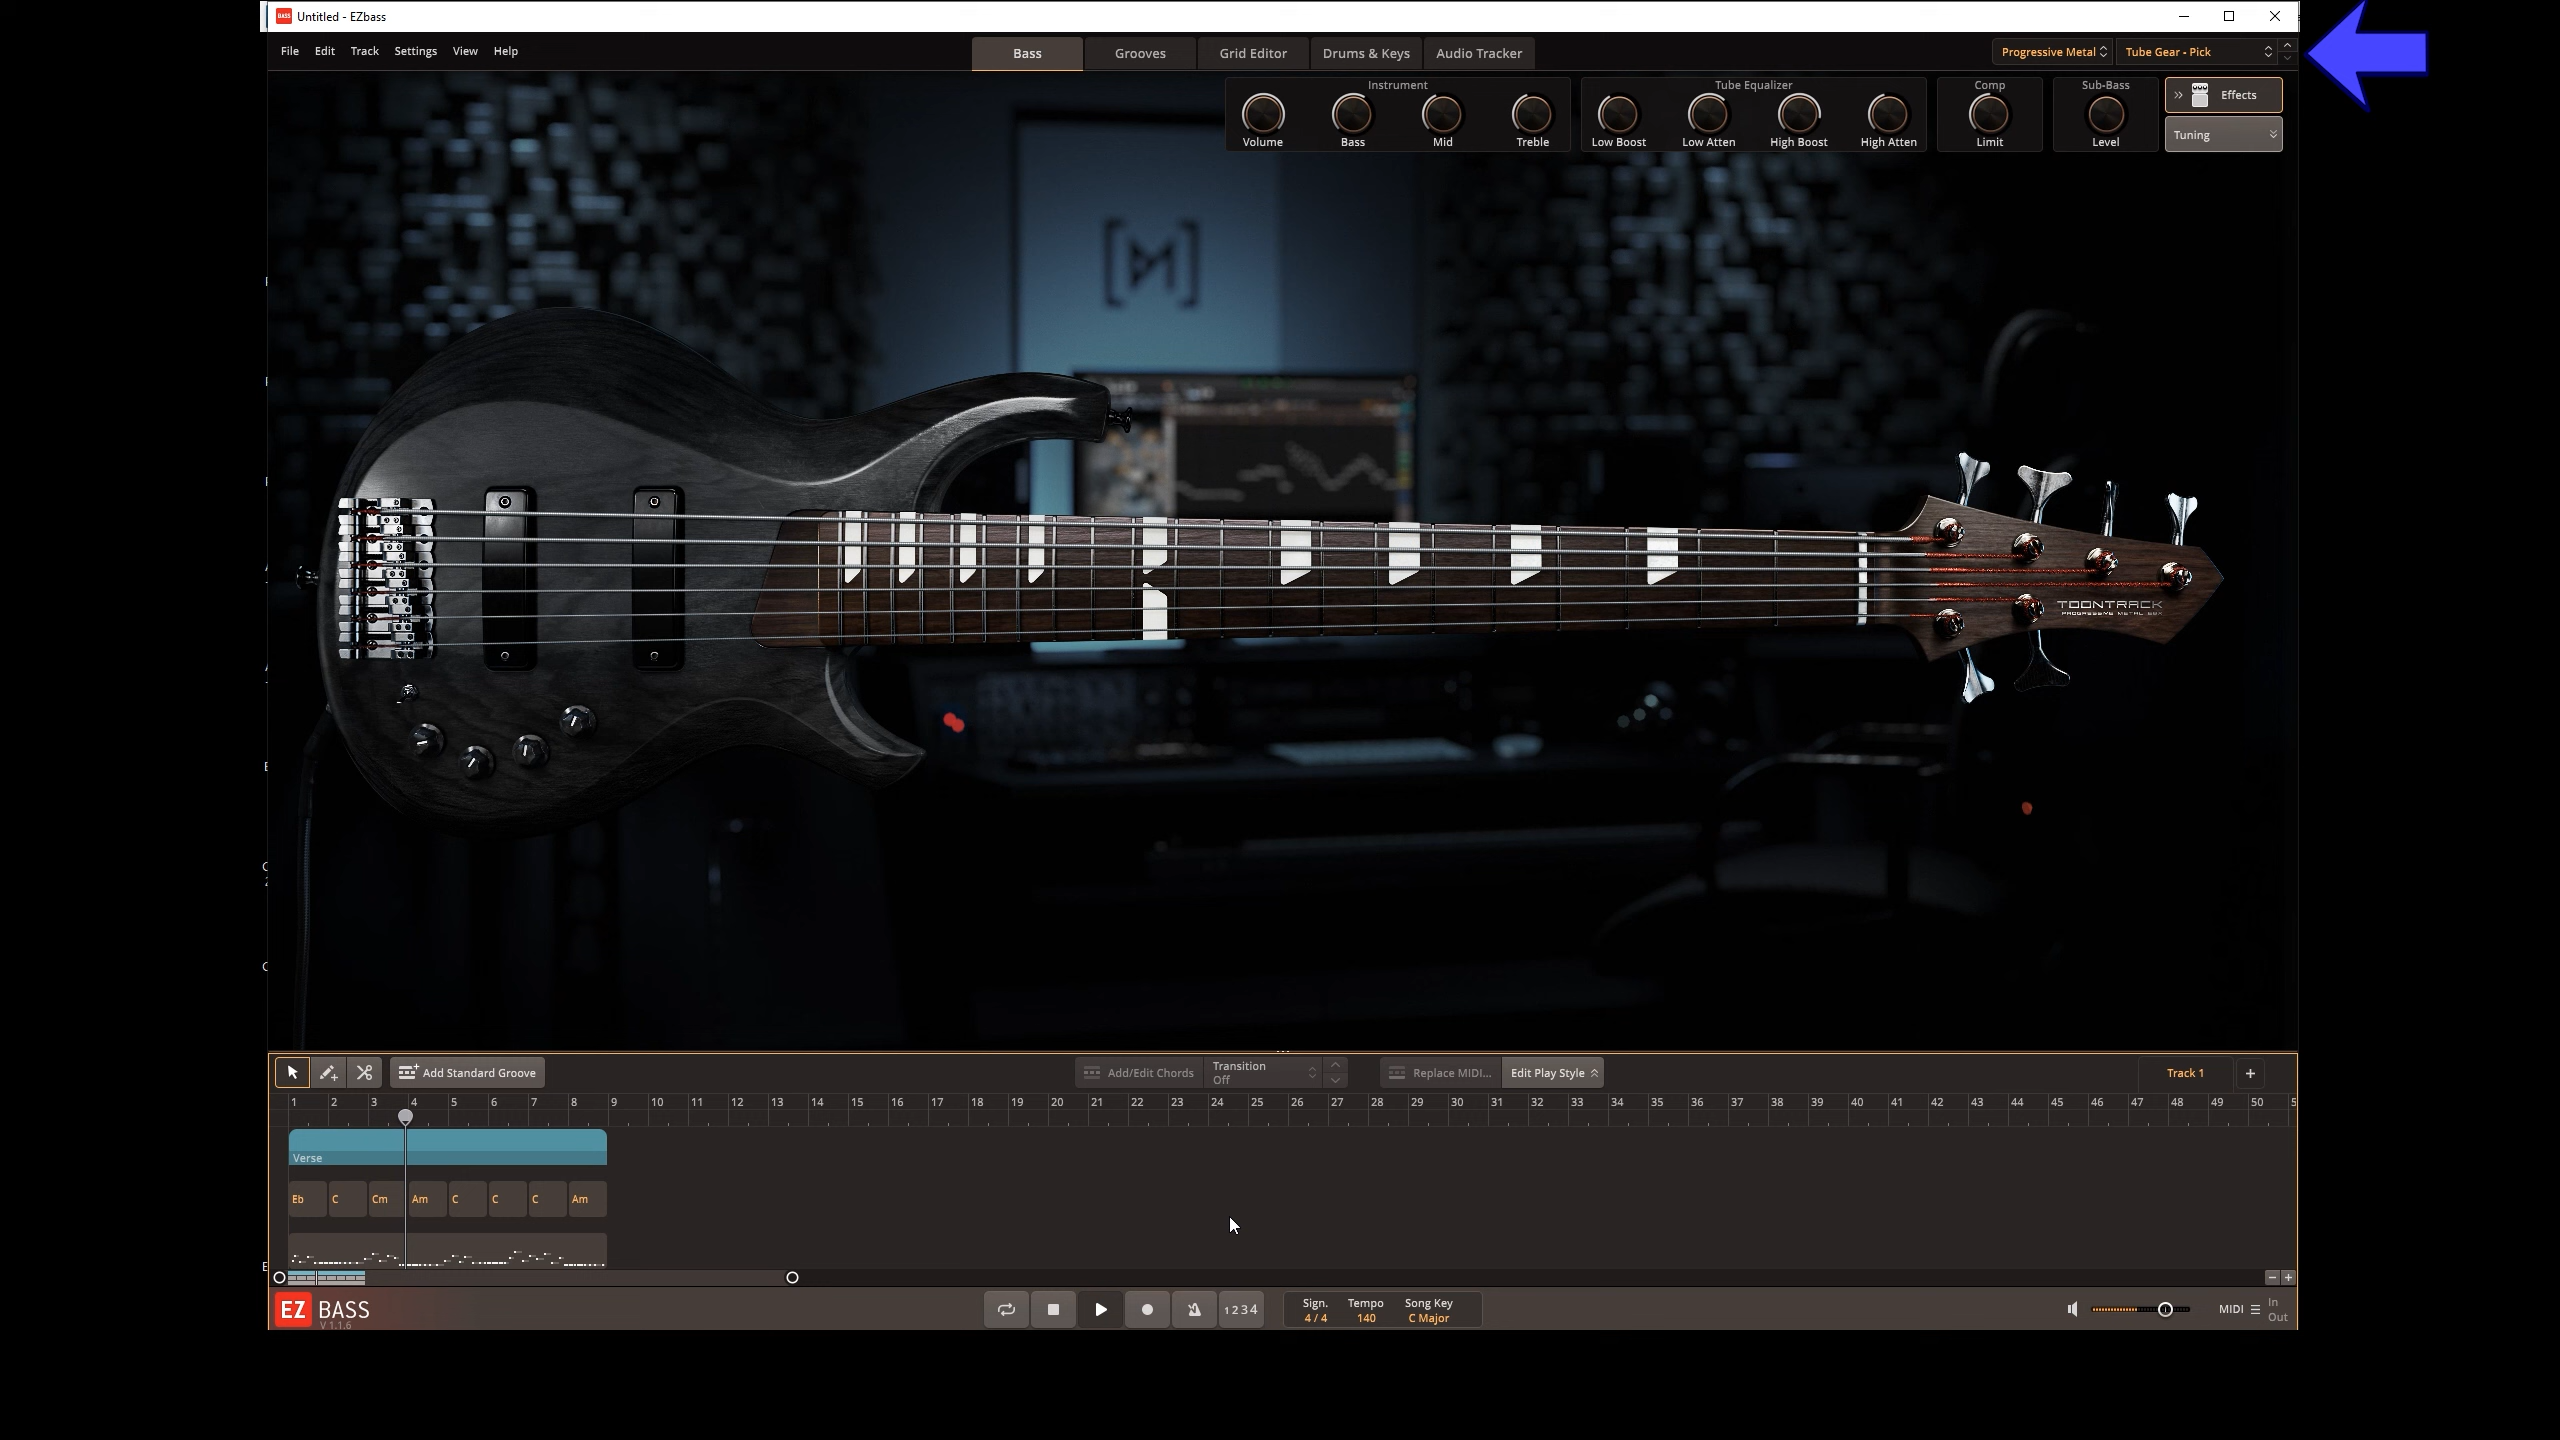 BASS Untitled - EZbass
File Edit Track Settings View Help
Bass Grooves Grid Editor Drums & Keys Audio Tracker
Progressive Metal Tube Gear - Pick
Instrument Tube Equalizer Comp Sub-Bass
Effects
Volume Bass Mid Treble Low Boost Low Atten High Boost High Atten Limit Level
Tuning
TOONTRACK
PROGRESSIVE METAL EBX
Add Standard Groove
Add/Edit Chords
Transition
Off
Replace MIDI...
Edit Play Style
Track 1 +
1 2 3 4 5 6 7 8 9 10 11 12 13 14 15 16 17 18 19 20 21 22 23 24 25 26 27 28 29 30 31 32 33 34 35 36 37 38 39 40 41 42 43 44 45 46 47 48 49 50 5
Verse
Eb C Cm Am C C C Am
EZ BASS
V 1.1.6
1 2 3 4
Sign. Tempo Song Key
4 / 4 140 C Major
MIDI
In
Out